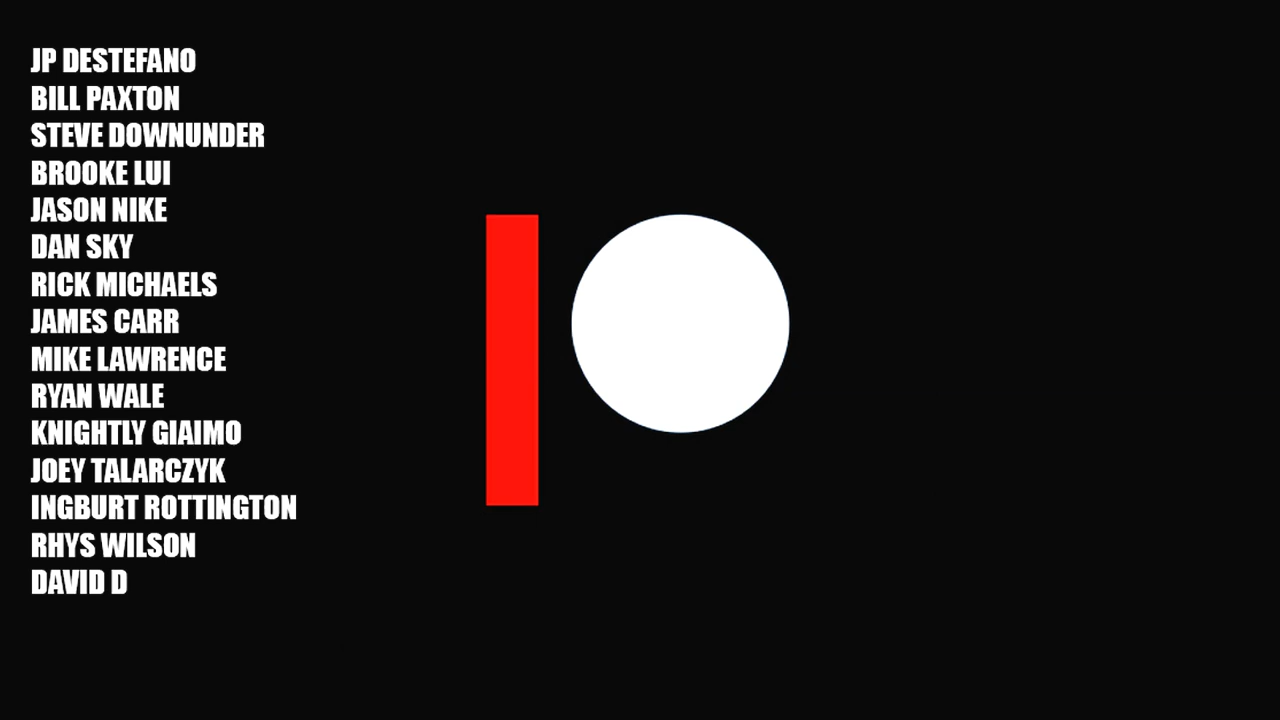 JP DESTEFANO
BILL PAXTON
STEVE DOWNUNDER
BROOKE LUI
JASON NIKE
DAN SKY
RICK MICHAELS
JAMES CARR
MIKE LAWRENCE
RYAN WALE
KNIGHTLY GIAIMO
JOEY TALARCZYK
INGBURT ROTTINGTON
RHYS WILSON
DAVID D